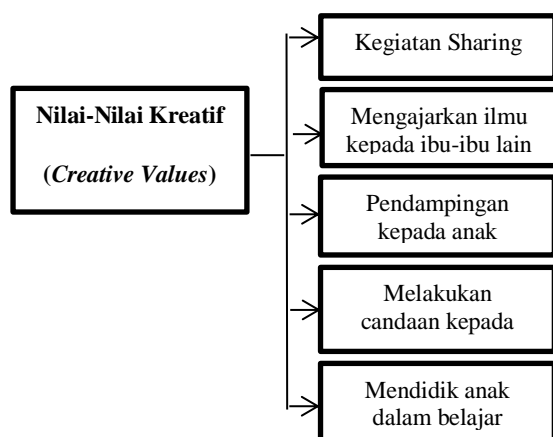 Nilai-Nilai Kreatif
(Creative Values)
Kegiatan Sharing
Mengajarkan ilmu
kepada ibu-ibu lain
Pendampingan
kepada anak
Melakukan
candaan kepada
Mendidik anak
dalam belajar